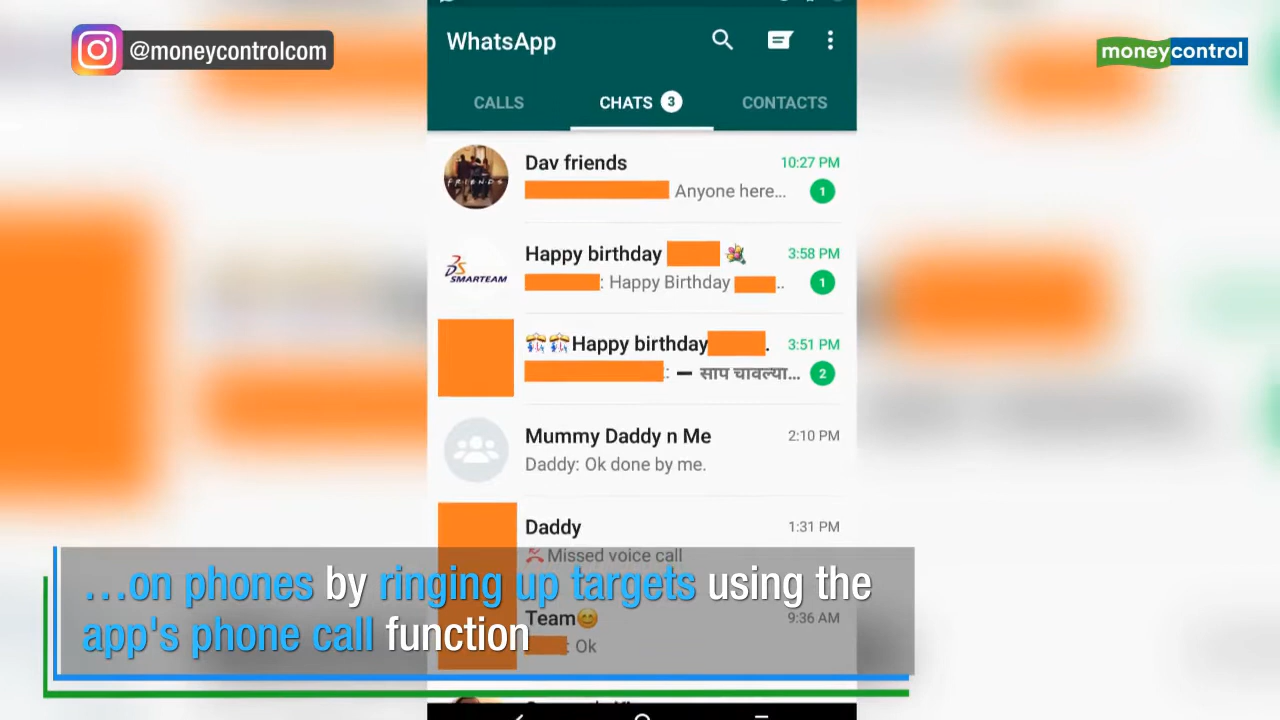 @moneycontrolcom
moneycontrol
WhatsApp
CALLS
CHATS 3
CONTACTS
Dav friends
10:27 PM
Anyone here...
1
FRIENDS
Happy birthday
3:58 PM
: Happy Birthday ..
1
SMARTEAM
Happy birthday .
3:51 PM
: – साप चावल्या...
2
Mummy Daddy n Me
2:10 PM
Daddy: Ok done by me.
Daddy
1:31 PM
Missed voice call
Team
9:36 AM
: Ok
...on phones by ringing up targets using the
app's phone call function